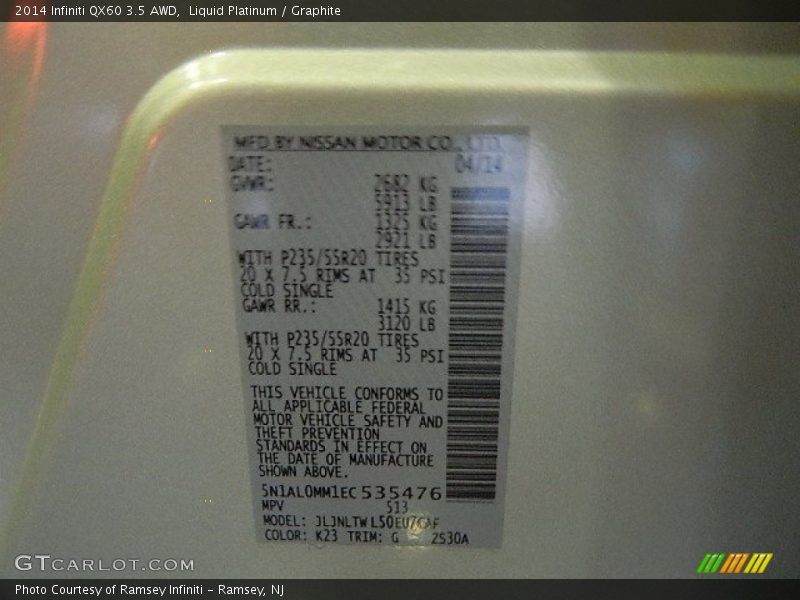 2014 Infiniti QX60 3.5 AWD, Liquid Platinum / Graphite
MFD BY NISSAN MOTOR CO., LTD.
DATE: 04/14
GVWR: 2682 KG
5913 LB
GAWR FR.: 1325 KG
2921 LB
WITH P235/55R20 TIRES
20 X 7.5 RIMS AT 35 PSI
COLD SINGLE
GAWR RR.: 1415 KG
3120 LB
WITH P235/55R20 TIRES
20 X 7.5 RIMS AT 35 PSI
COLD SINGLE
THIS VEHICLE CONFORMS TO
ALL APPLICABLE FEDERAL
MOTOR VEHICLE SAFETY AND
THEFT PREVENTION
STANDARDS IN EFFECT ON
THE DATE OF MANUFACTURE
SHOWN ABOVE.
5N1AL0MM1EC535476
MPV 513
MODEL:
COLOR: K23 TRIM: G 2S30A
GTCARLOT.COM
Photo Courtesy of Ramsey Infiniti – Ramsey, NJ